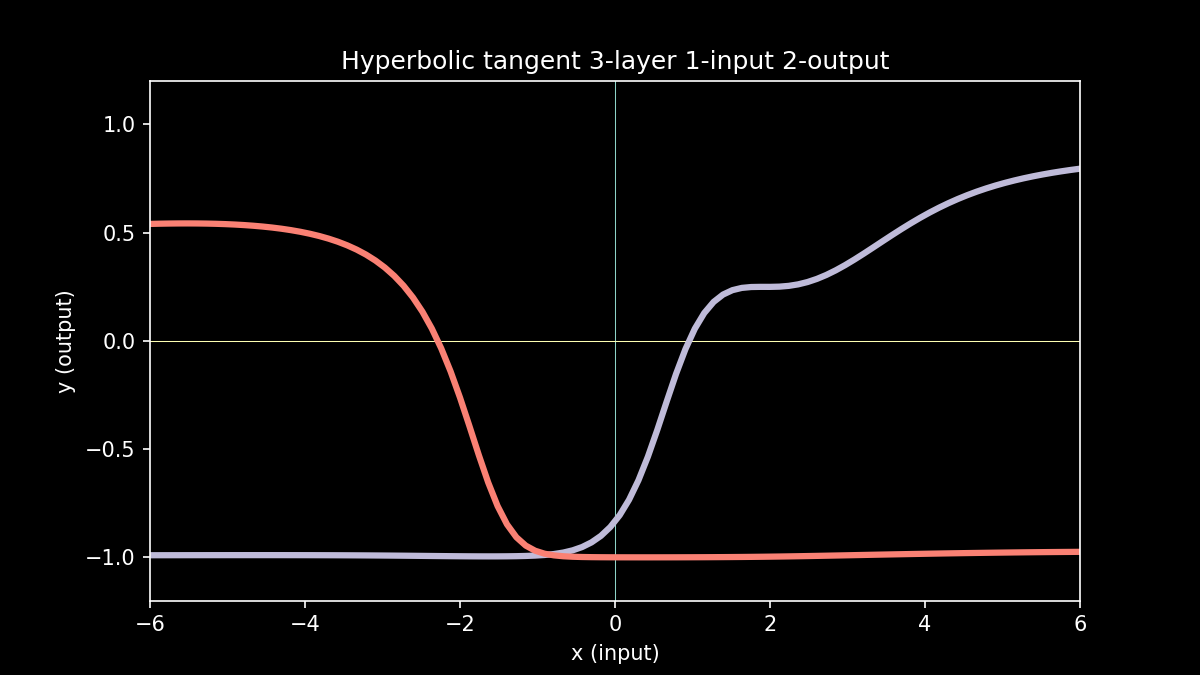 Hyperbolic tangent 3-layer 1-input 2-output
1.0
0.5
0.0
−0.5
−1.0
y (output)
−6 −4 −2 0 2 4 6
x (input)